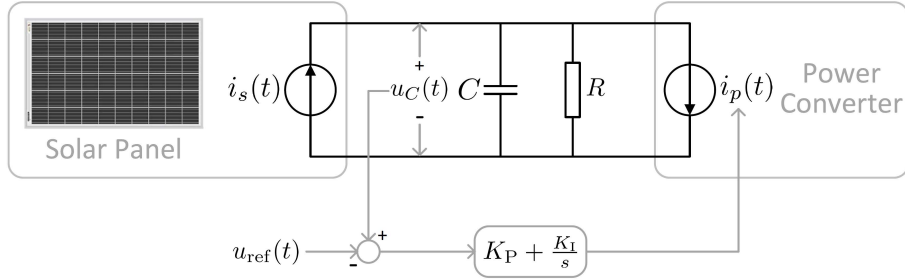 i_s(t)
+
u_C(t)
-
C
R
i_p(t)
Power
Converter
Solar Panel
u_ref(t)
+
-
K_P + K_I/s